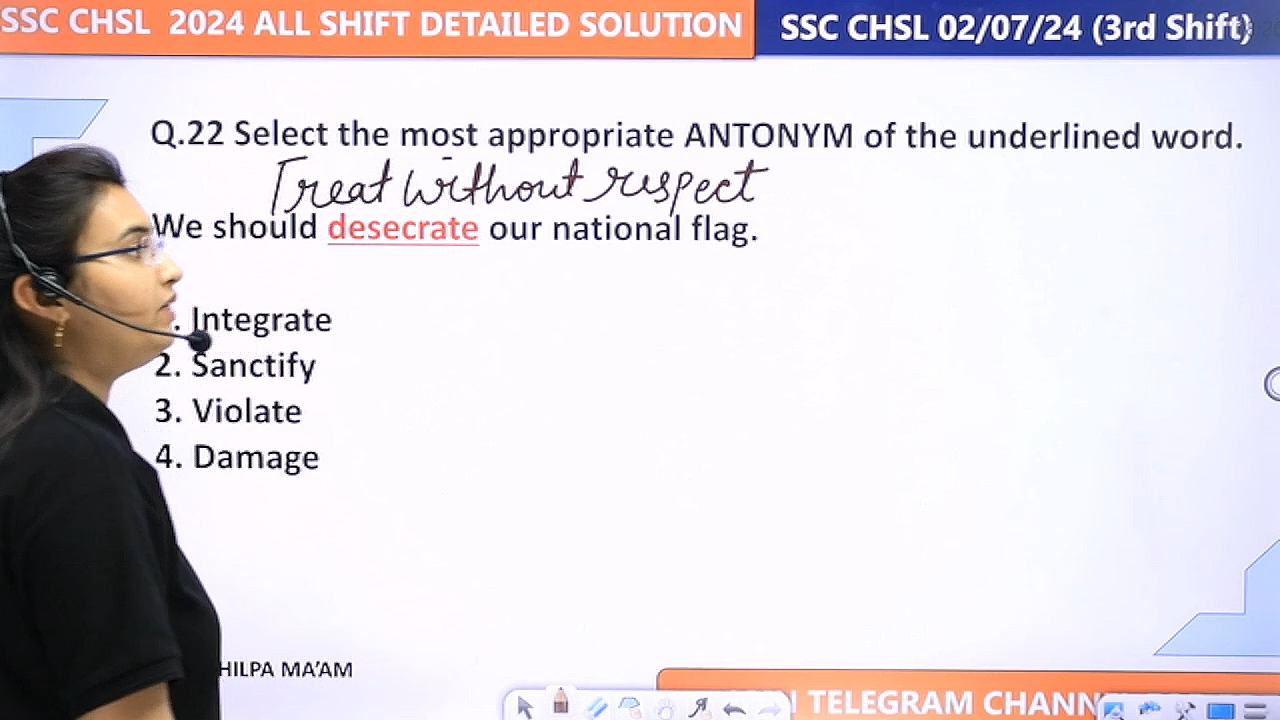 SSC CHSL 2024 ALL SHIFT DETAILED SOLUTION
SSC CHSL 02/07/24 (3rd Shift)
Q.22 Select the most appropriate ANTONYM of the underlined word.
Treat without respect
We should desecrate our national flag.
. Integrate
2. Sanctify
3. Violate
4. Damage
HILPA MA'AM
TELEGRAM